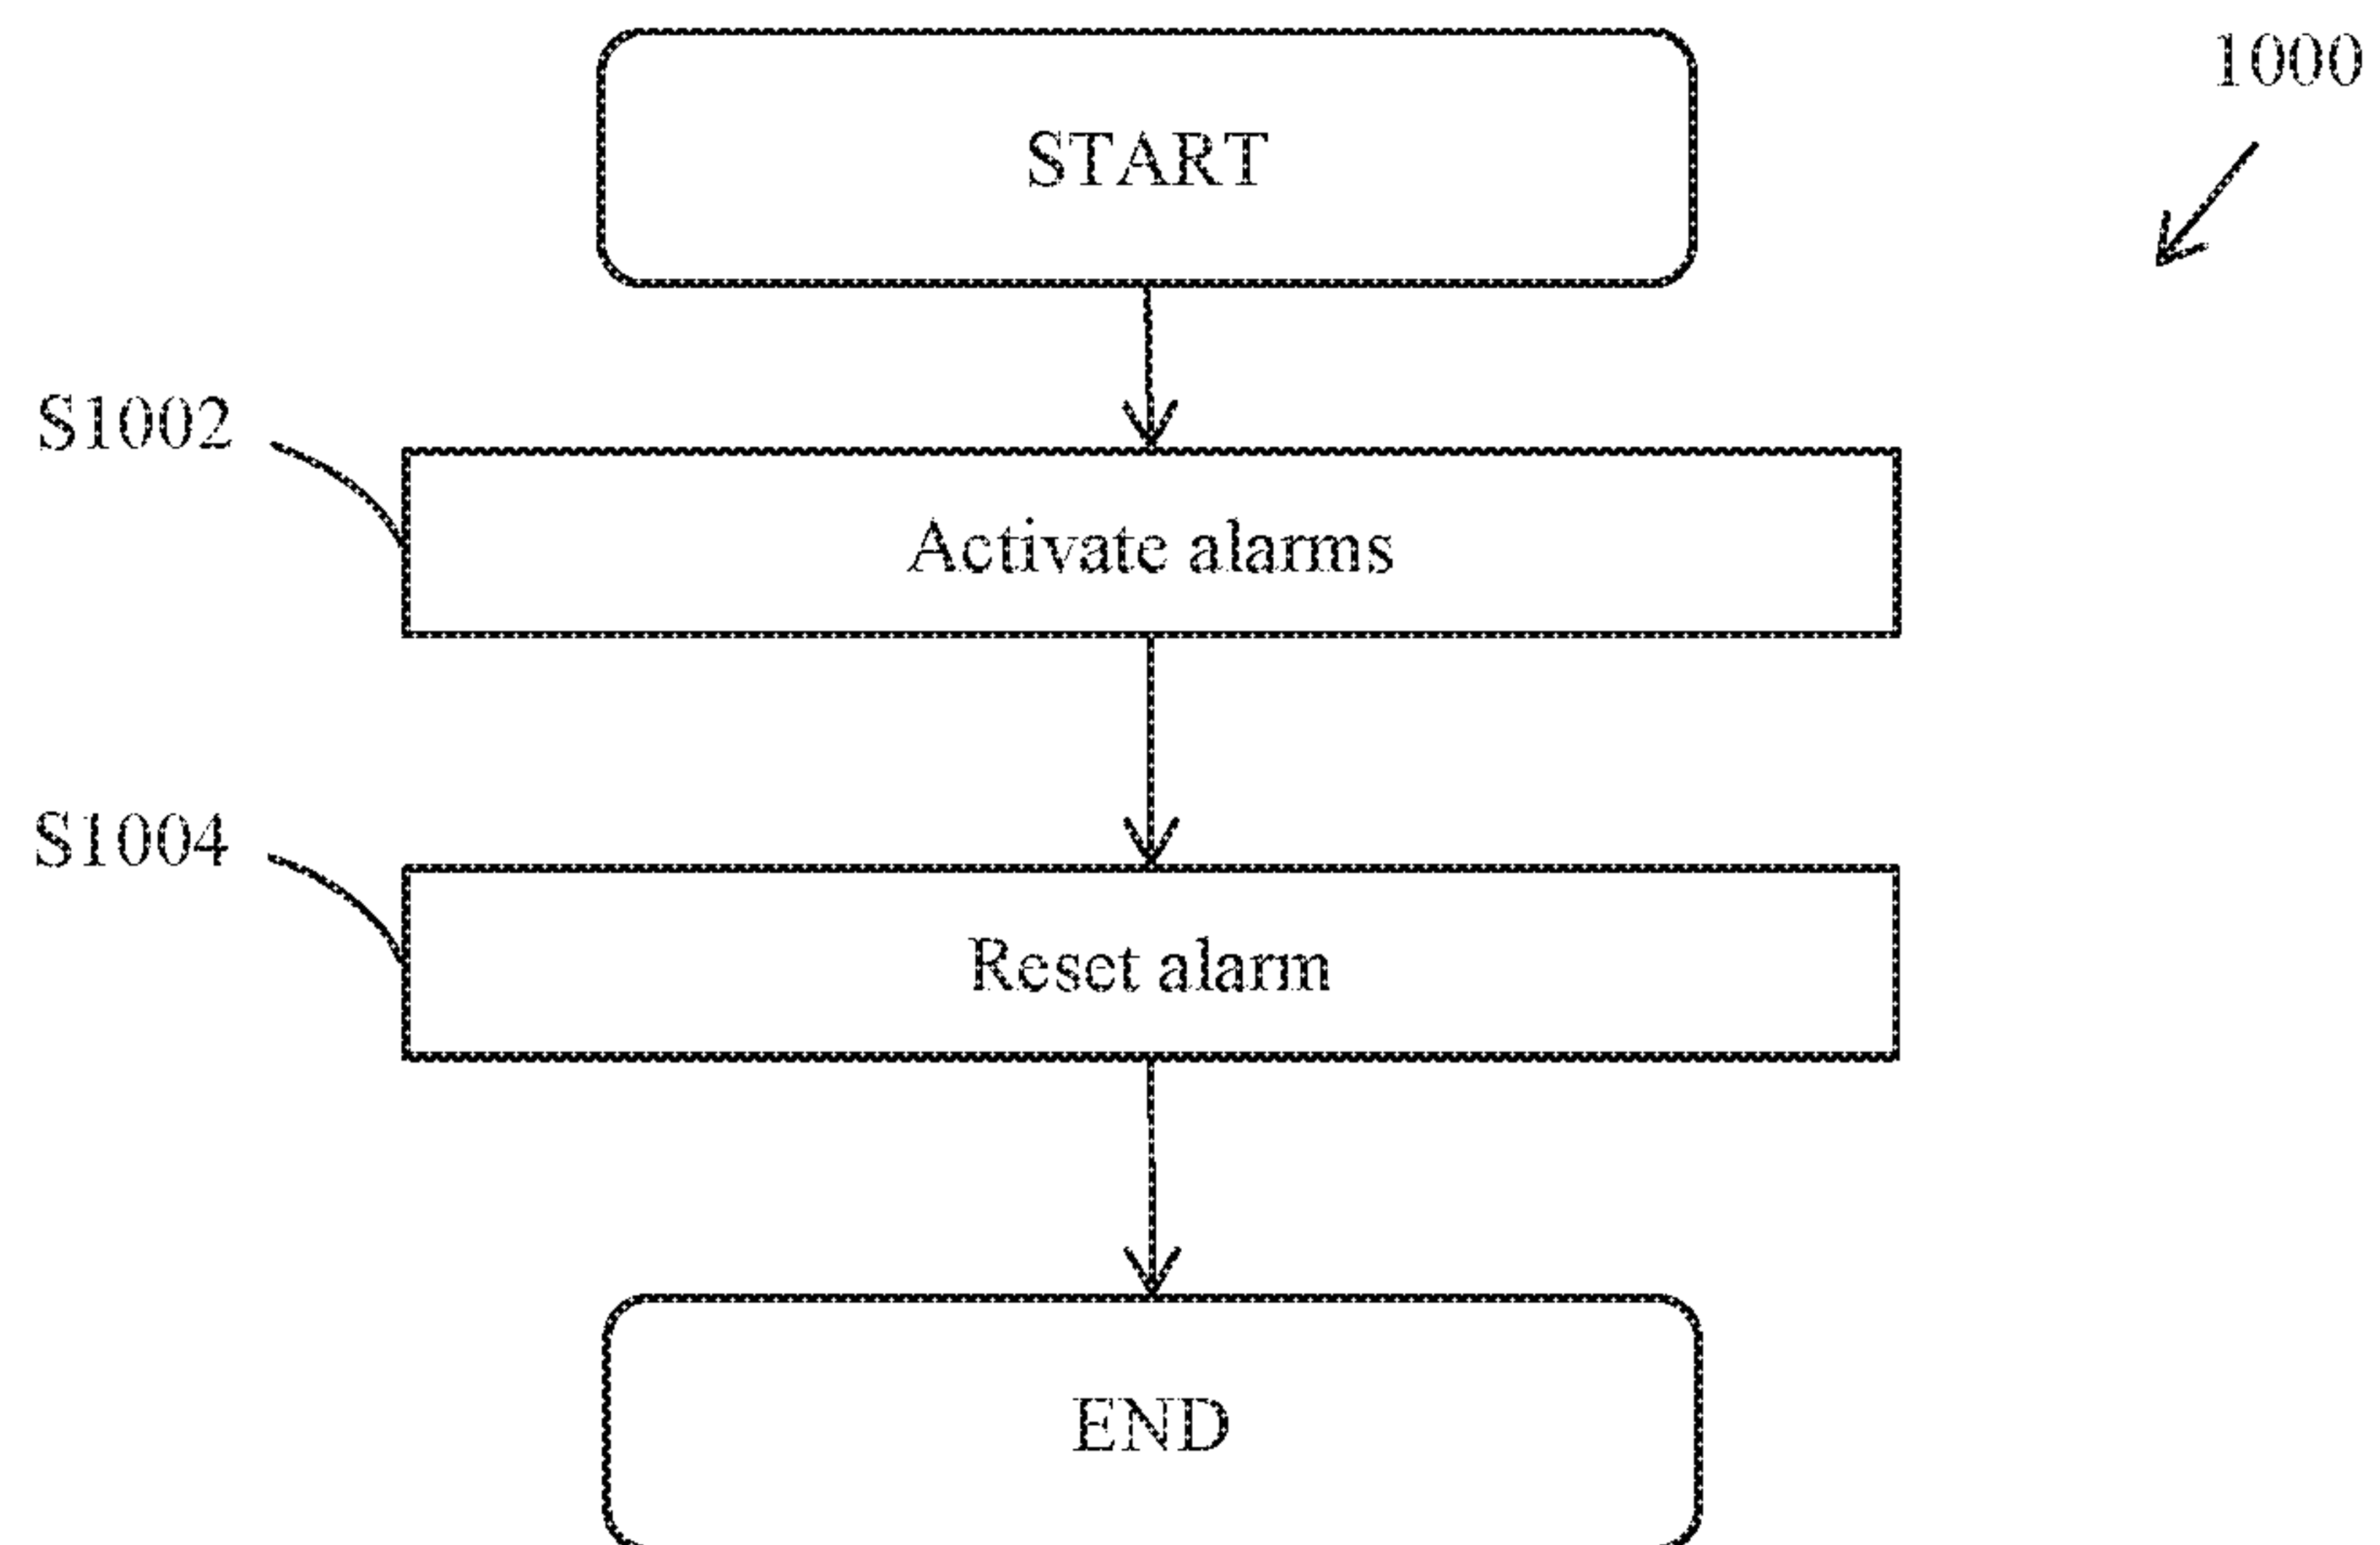 START
1000
S1002
Activate alarms
S1004
Reset alarm
END